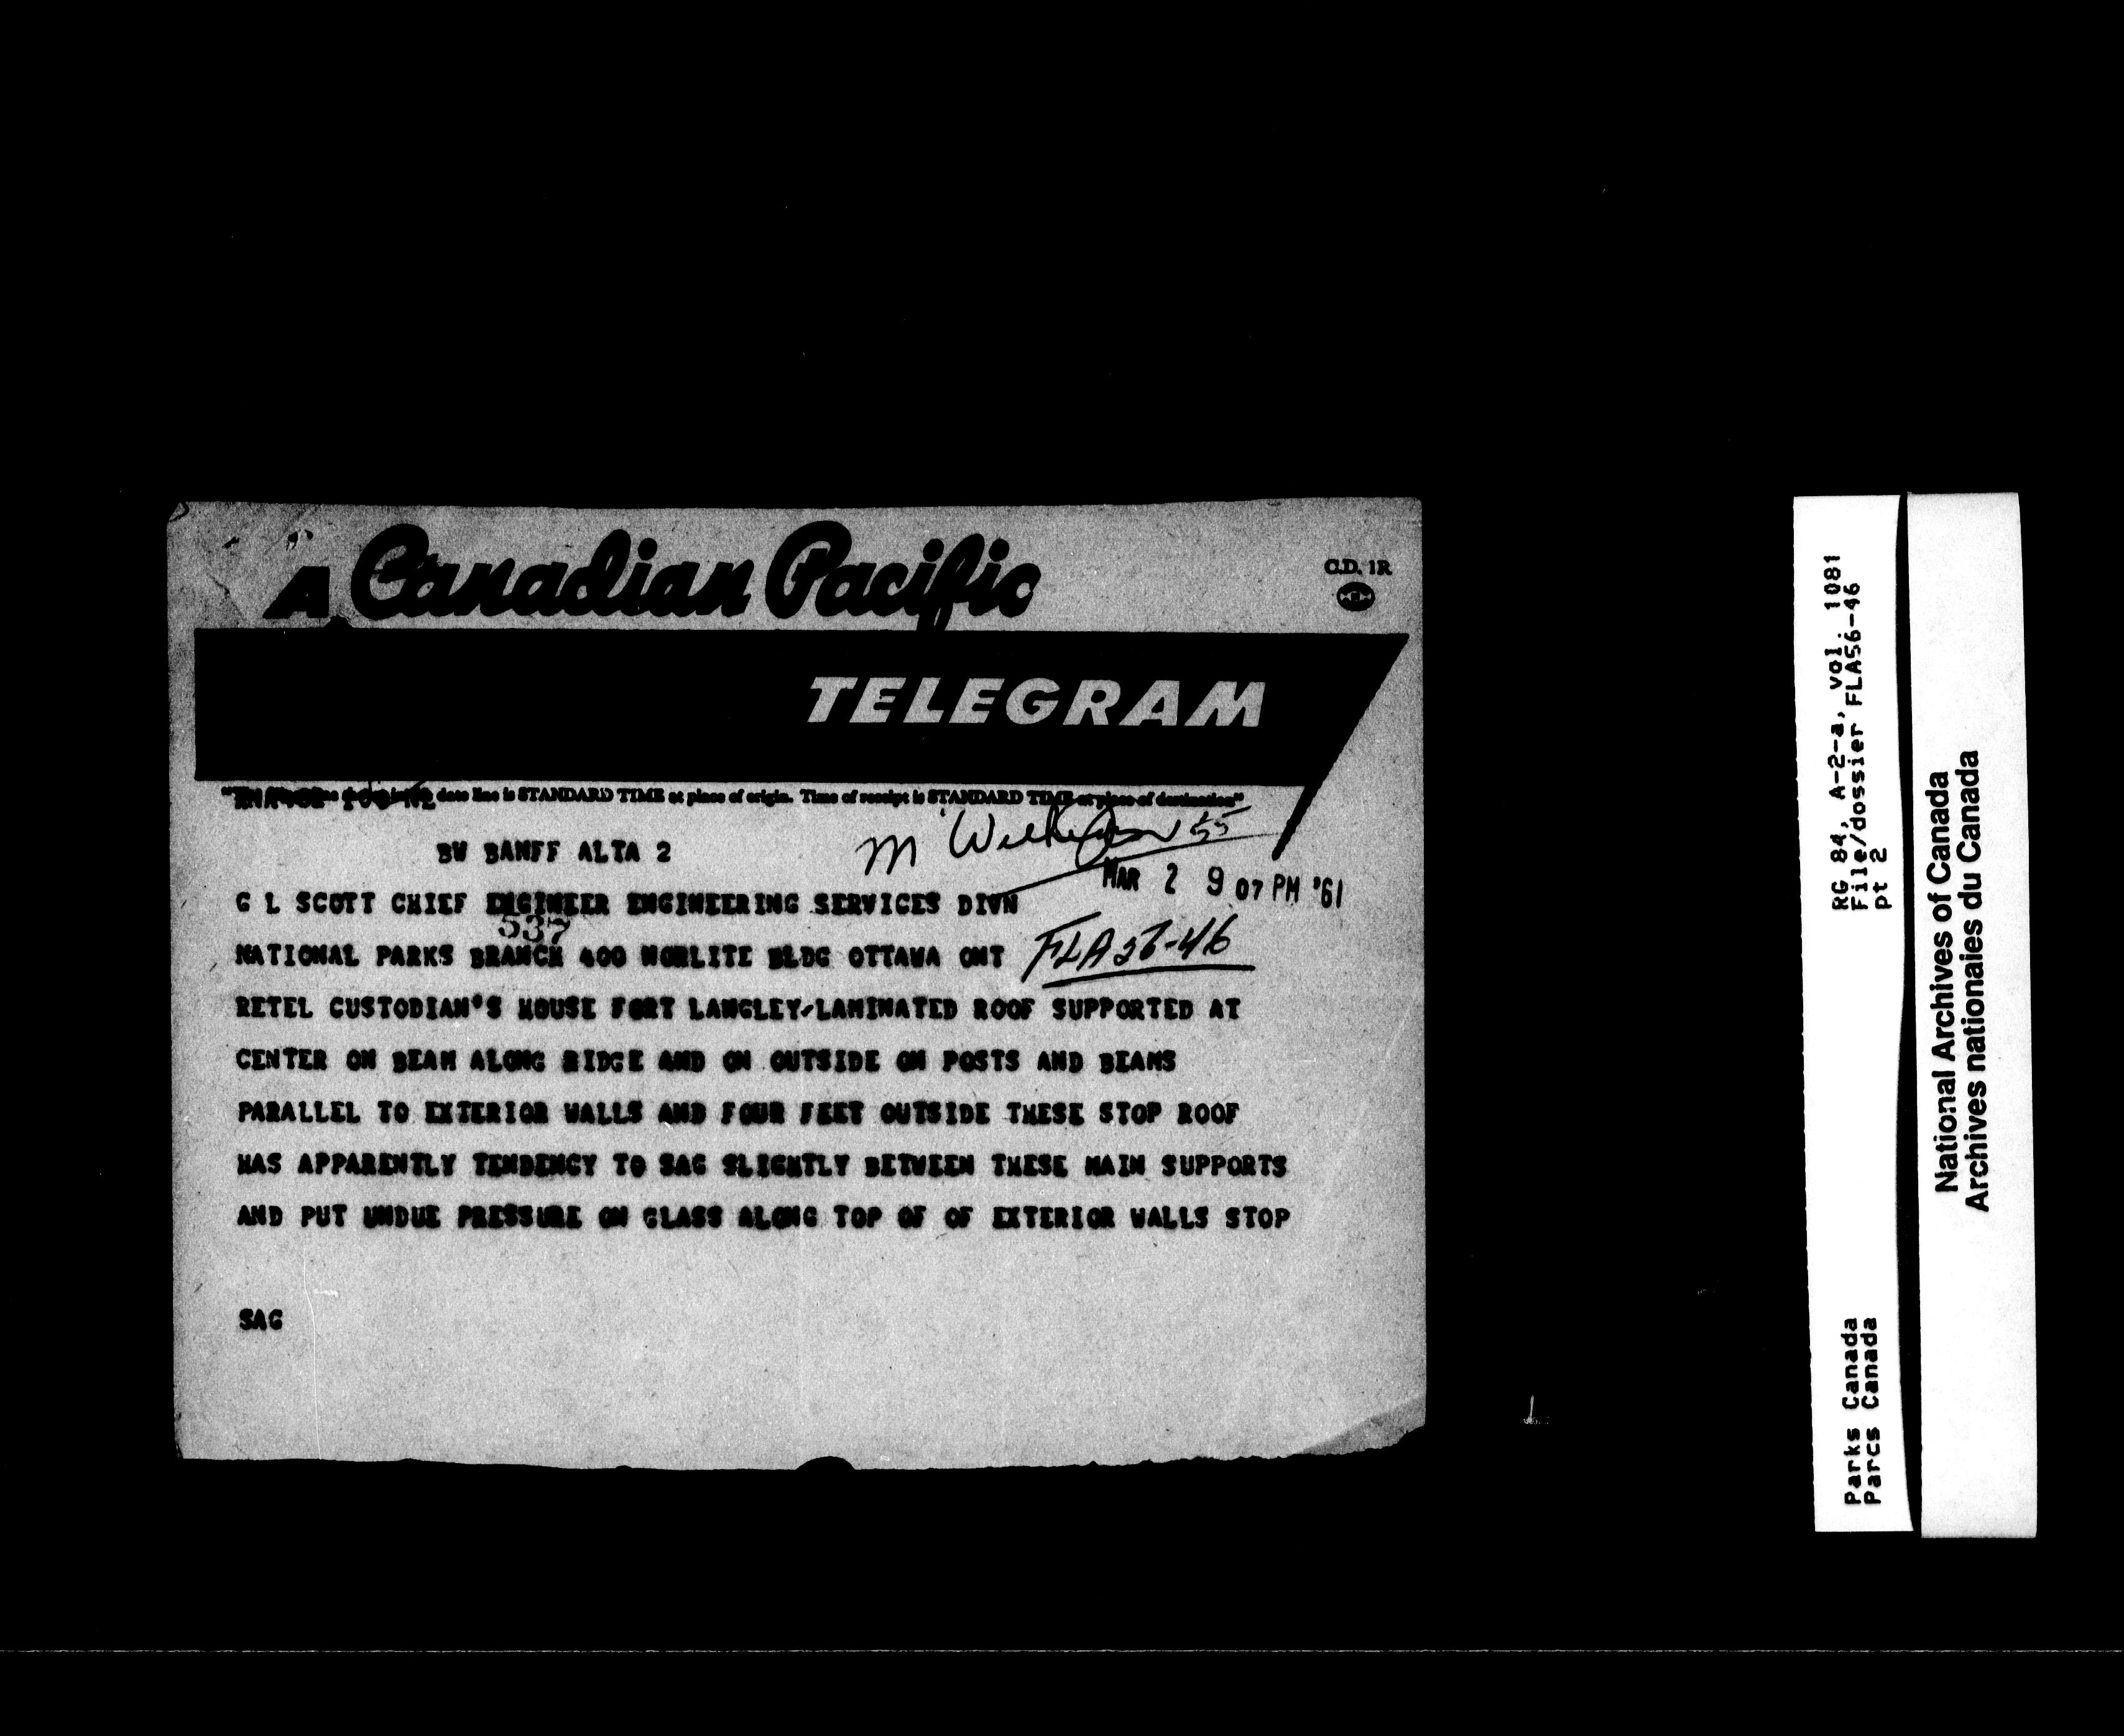 A Canadian Pacific
C.D. 1R
TELEGRAM
date line is STANDARD TIME at place of origin. Time of receipt is STANDARD TIME at place of destination"
BW BANFF ALTA 2
M 55
MAR 2 9 07 PM '61
G L SCOTT CHIEF ENGINEER ENGINEERING SERVICES DIVN
537
NATIONAL PARKS BRANCH 400 NORLITE BLDG OTTAWA ONT
FLA56-46
RETEL CUSTODIAN'S HOUSE FORT LANGLEY-LAMINATED ROOF SUPPORTED AT
CENTER ON BEAM ALONG RIDGE AND ON OUTSIDE ON POSTS AND BEAMS
PARALLEL TO EXTERIOR WALLS AND FOUR FEET OUTSIDE THESE STOP ROOF
HAS APPARENTLY TENDENCY TO SAG SLIGHTLY BETWEEN THESE MAIN SUPPORTS
AND PUT UNDUE PRESSURE ON GLASS ALONG TOP OF OF EXTERIOR WALLS STOP
SAG
RG 84, A-2-a, vol. 1081
File/dossier FLA56-46
pt 2
Parks Canada
Parcs Canada
National Archives of Canada
Archives nationales du Canada